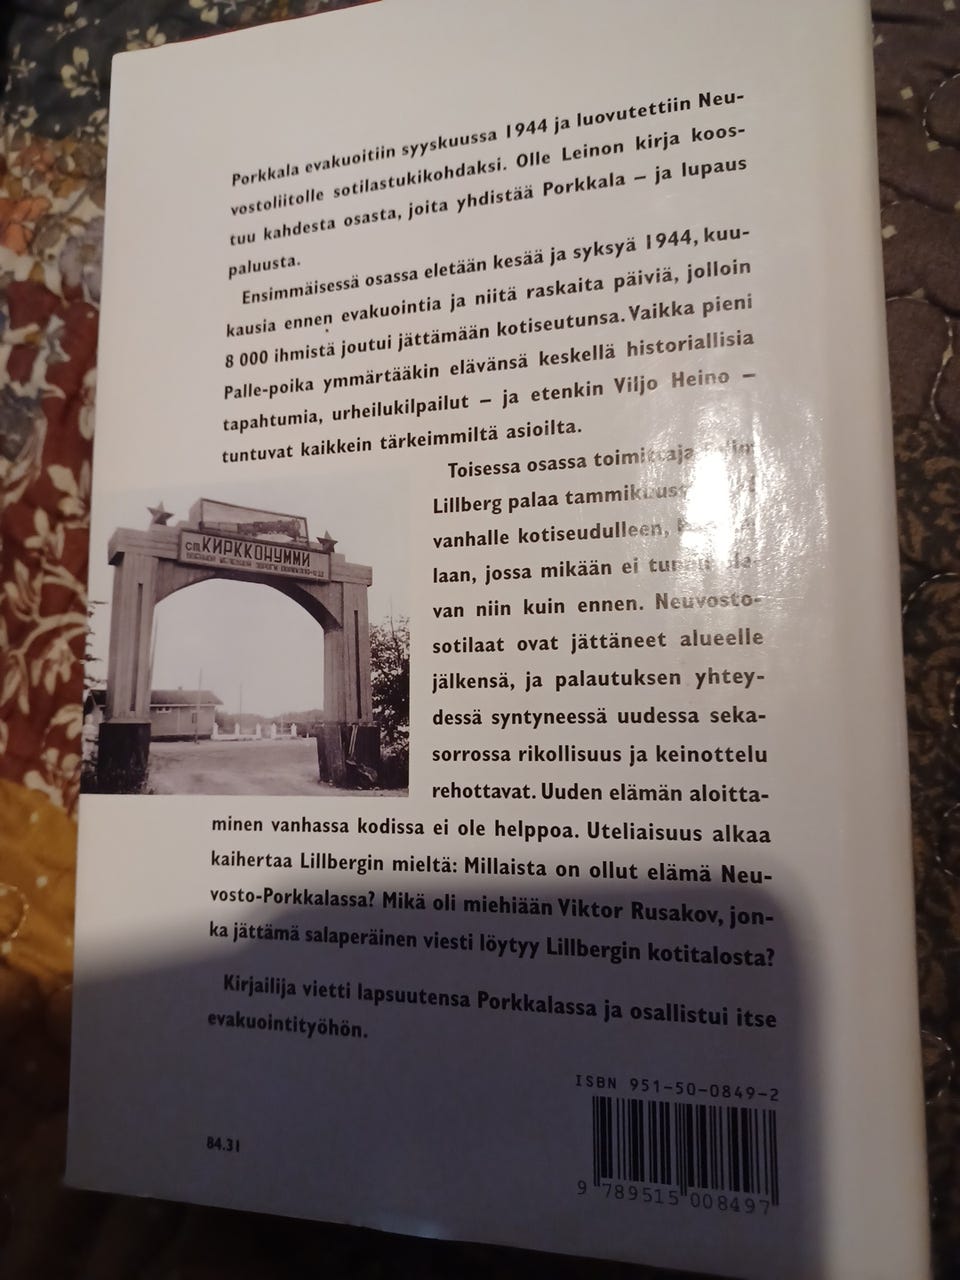 Porkkala evakuoitiin syyskuussa 1944 ja luovutettiin Neu-
vostoliitolle sotilastukikohdaksi. Olle Leinon kirja koos-
tuu kahdesta osasta, joita yhdistää Porkkala – ja lupaus
paluusta.
Ensimmäisessä osassa eletään kesää ja syksyä 1944, kuu-
kausia ennen evakuointia ja niitä raskaita päiviä, jolloin
8 000 ihmistä joutui jättämään kotiseutunsa. Vaikka pieni
Palle-poika ymmärtääkin elävänsä keskellä historiallisia
tapahtumia, urheilukilpailut – ja etenkin Viljo Heino –
tuntuvat kaikkein tärkeimmiltä asioilta.
Toisessa osassa toimittaja
Lillberg palaa tammikuussa
vanhalle kotiseudulleen,
laan, jossa mikään ei tunnu ole-
van niin kuin ennen. Neuvosto-
sotilaat ovat jättäneet alueelle
jälkensä, ja palautuksen yhtey-
dessä syntyneessä uudessa seka-
sorrossa rikollisuus ja keinottelu
rehottavat. Uuden elämän aloitta-
minen vanhassa kodissa ei ole helppoa. Uteliaisuus alkaa
kaihertaa Lillbergin mieltä: Millaista on ollut elämä Neu-
vosto-Porkkalassa? Mikä oli miehiään Viktor Rusakov, jon-
ka jättämä salaperäinen viesti löytyy Lillbergin kotitalosta?
Kirjailija vietti lapsuutensa Porkkalassa ja osallistui itse
evakuointityöhön.
ст КИРККОНУММИ
84.31
ISBN 951-50-0849-2
9 789515 008497